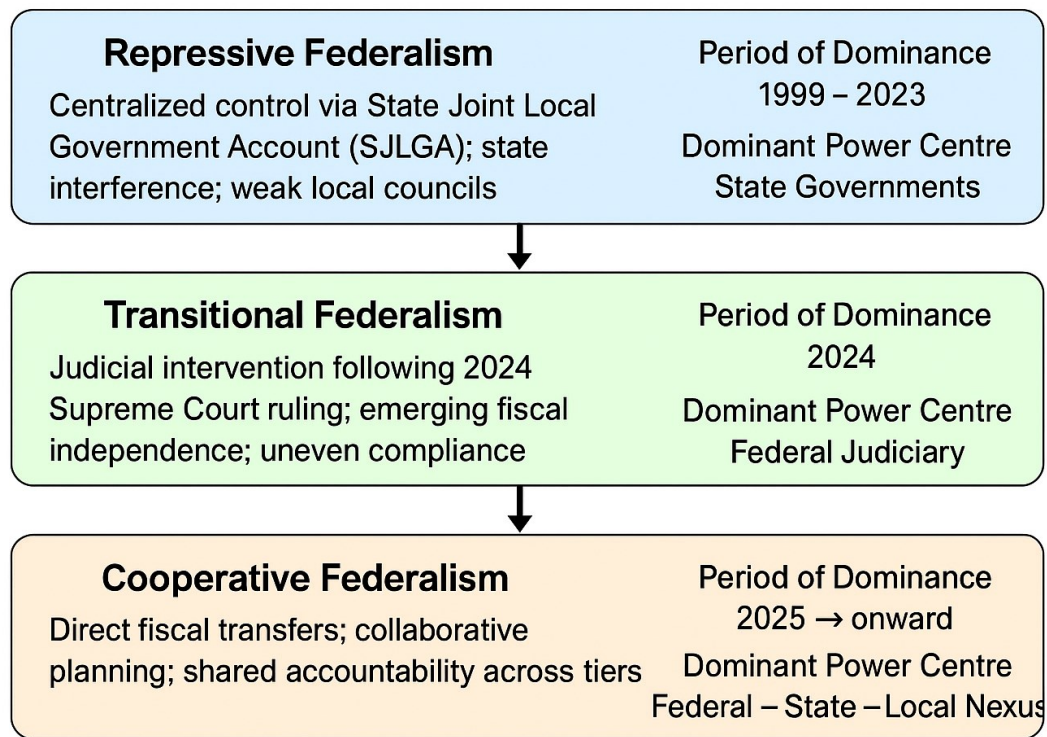 Repressive Federalism
Centralized control via State Joint Local
Government Account (SJLGA); state
interference; weak local councils
Period of Dominance
1999 – 2023
Dominant Power Centre
State Governments
Transitional Federalism
Judicial intervention following 2024
Supreme Court ruling; emerging fiscal
independence; uneven compliance
Period of Dominance
2024
Dominant Power Centre
Federal Judiciary
Cooperative Federalism
Direct fiscal transfers; collaborative
planning; shared accountability across tiers
Period of Dominance
2025 → onward
Dominant Power Centre
Federal – State – Local Nexus